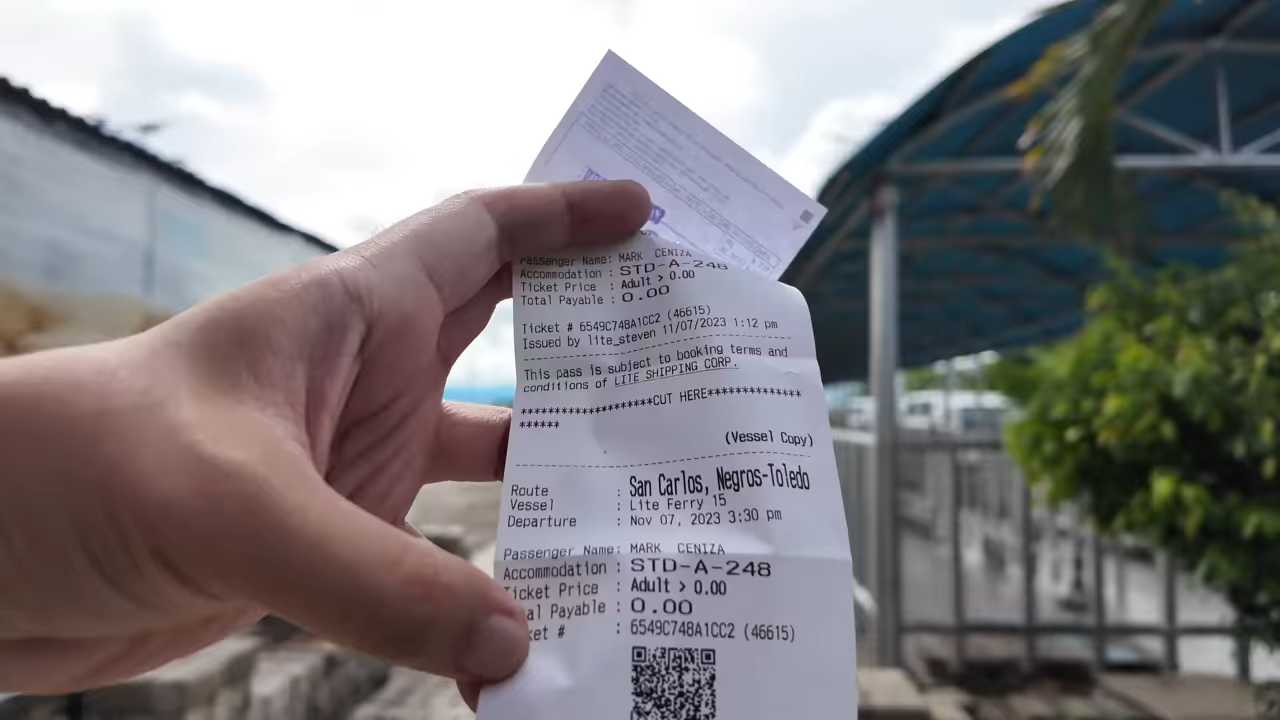 Passenger Name: MARK CENIZA
Accommodation : STD-A-248
Ticket Price : Adult > 0.00
Total Payable : 0.00
Ticket # 6549C748A1CC2 (46615)
Issued by lite_steven 11/07/2023 1:12 pm
This pass is subject to booking terms and
conditions of LITE SHIPPING CORP.
*******************CUT HERE**************
******
(Vessel Copy)
Route : San Carlos, Negros-Toledo
Vessel : Lite Ferry 15
Departure : Nov 07, 2023 3:30 pm
Passenger Name: MARK CENIZA
Accommodation : STD-A-248
Ticket Price : Adult > 0.00
Payable : 0.00
# : 6549C748A1CC2 (46615)